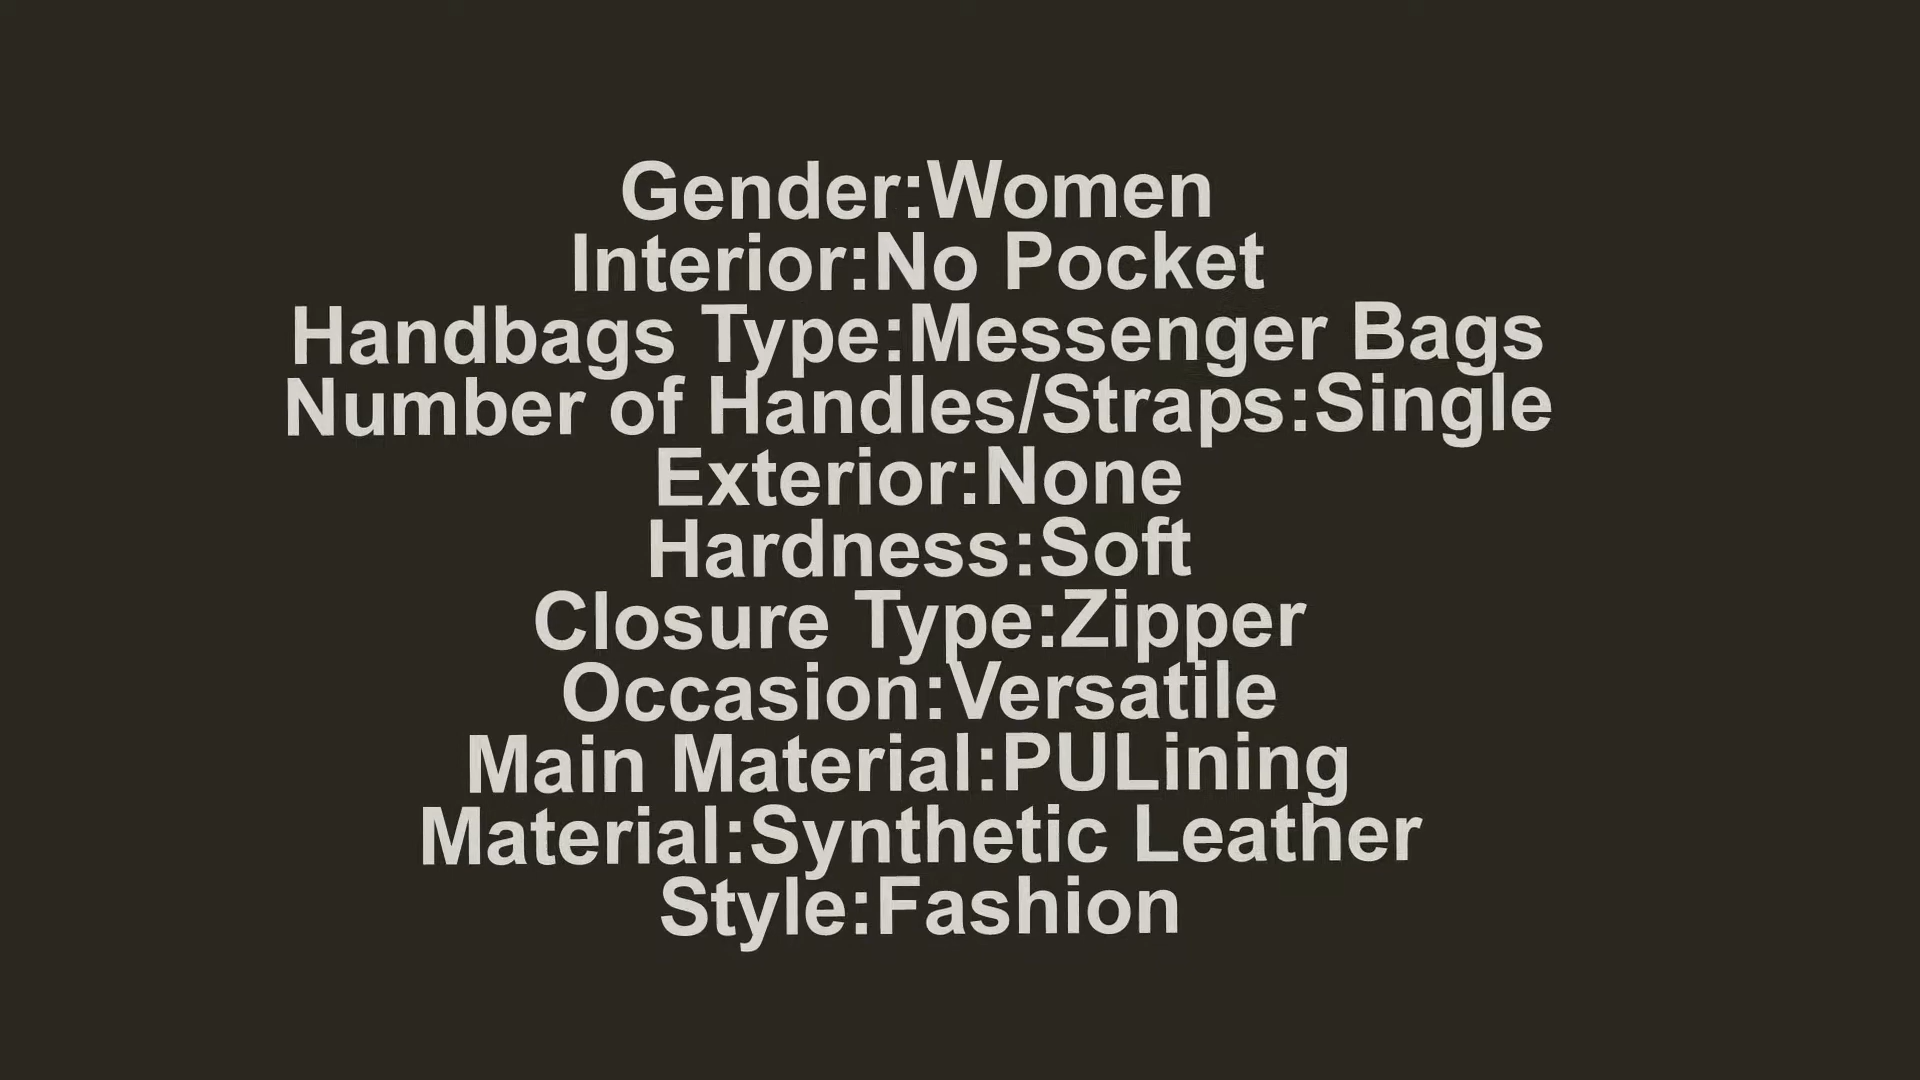 Gender:Women
Interior:No Pocket
Handbags Type:Messenger Bags
Number of Handles/Straps:Single
Exterior:None
Hardness:Soft
Closure Type:Zipper
Occasion:Versatile
Main Material:PULining
Material:Synthetic Leather
Style:Fashion